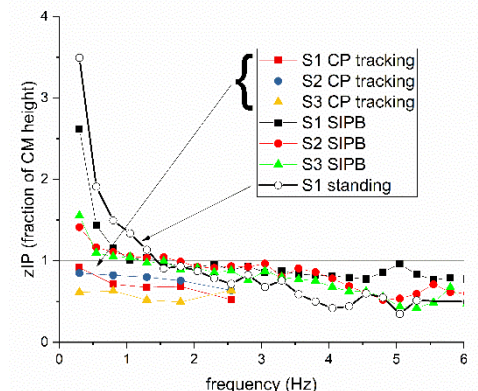 4
3
2
1
0
zIP (fraction of CM height)
S1 CP tracking
S2 CP tracking
S3 CP tracking
S1 SIPB
S2 SIPB
S3 SIPB
S1 standing
0 1 2 3 4 5 6
frequency (Hz)